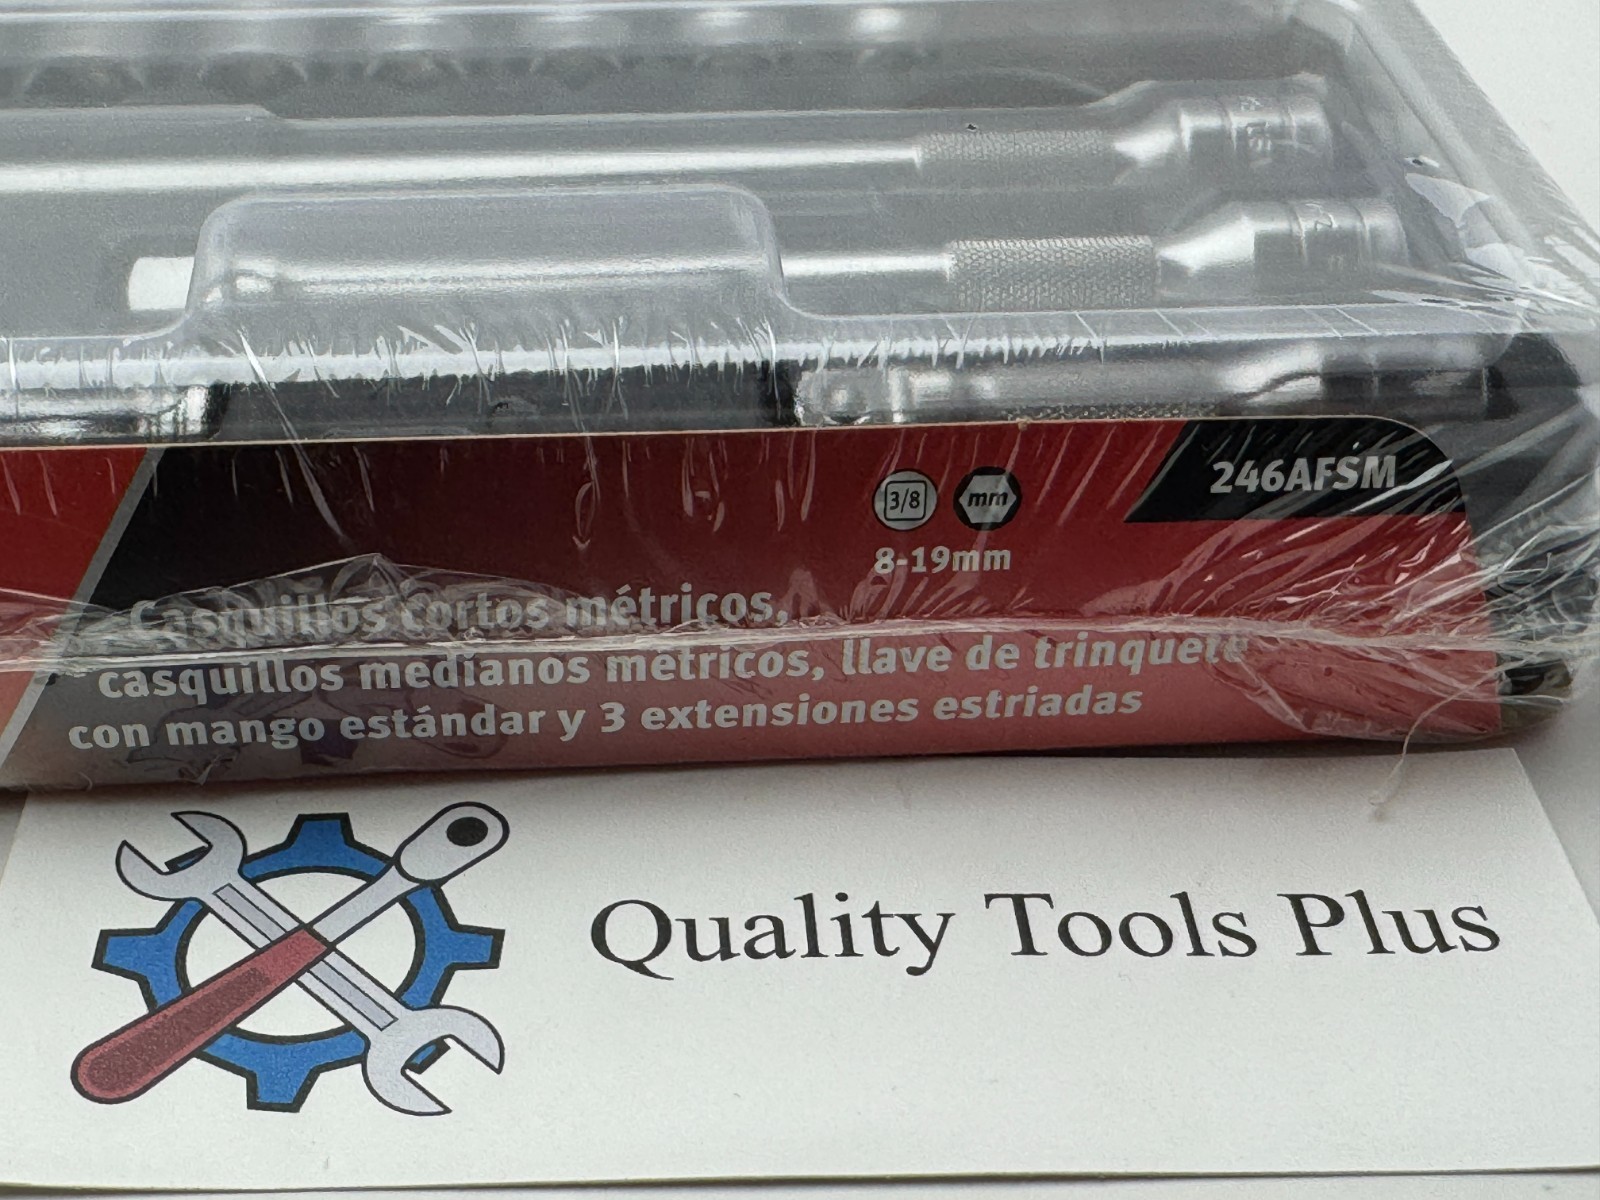 246AFSM
3/8 mm
8-19mm
Casquillos cortos métricos,
casquillos medianos métricos, llave de trinquete
con mango estándar y 3 extensiones estriadas
Quality Tools Plus